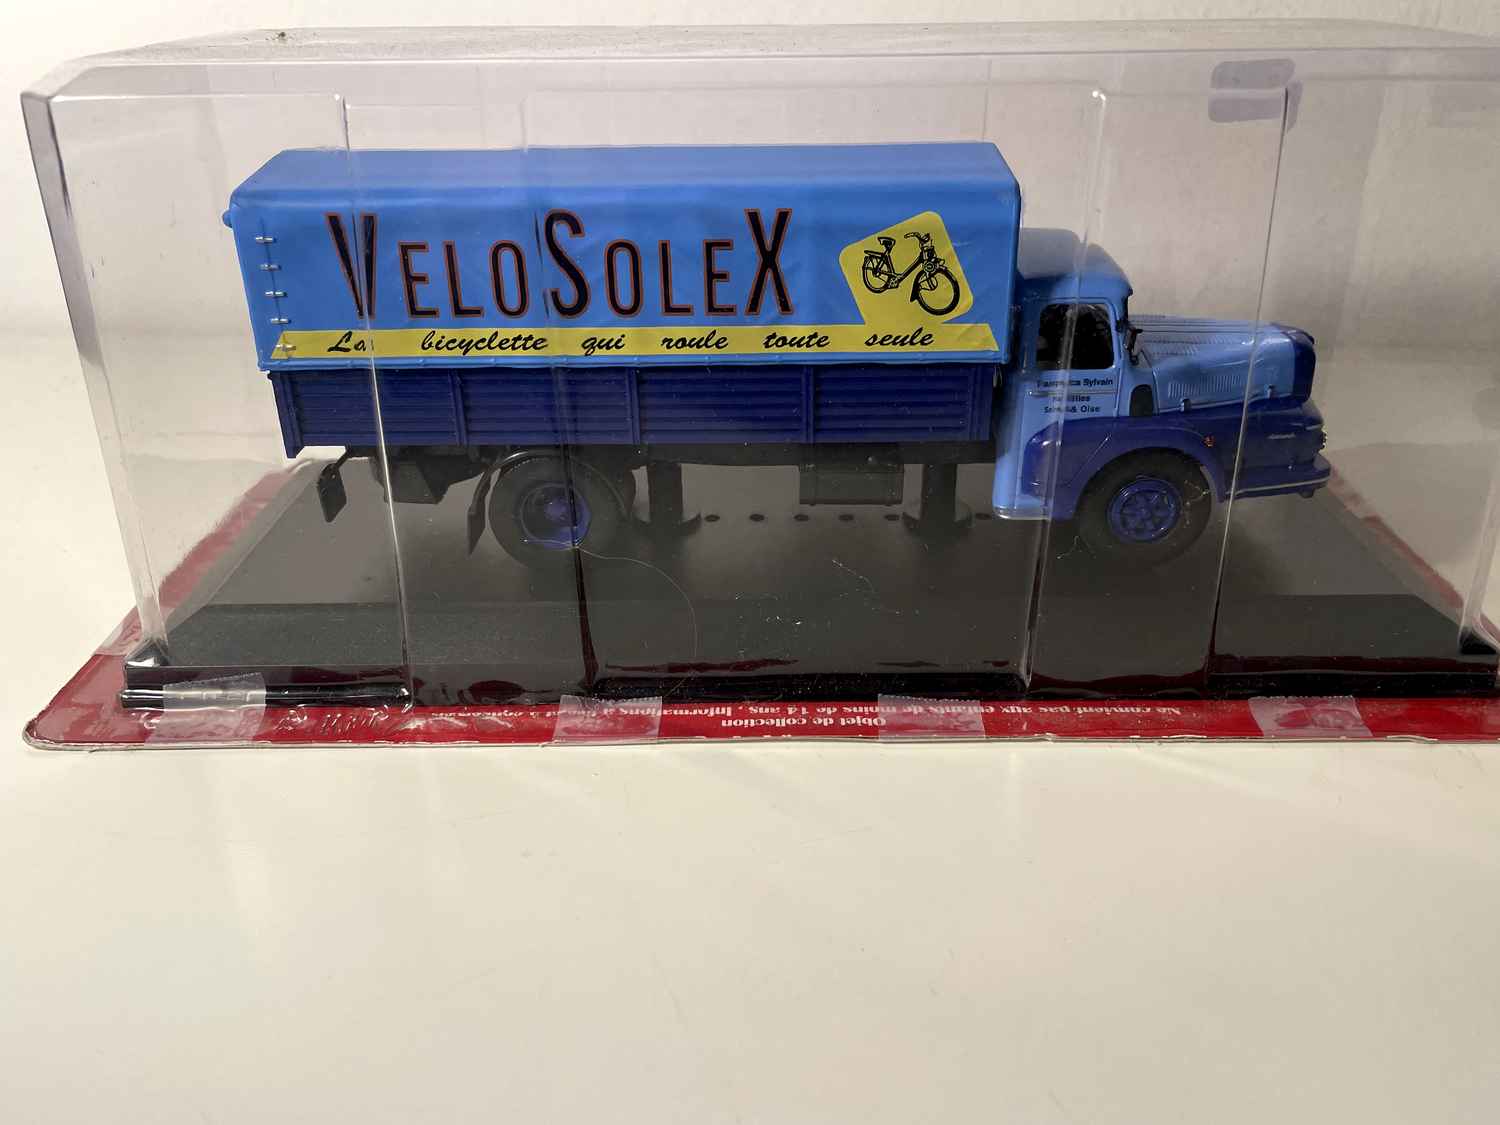 VELOSOLEX
La bicyclette qui roule toute seule
Sylvain
& Oise
Objet de collection
Ne convient pas aux enfants de moins de 14 ans, Informations à